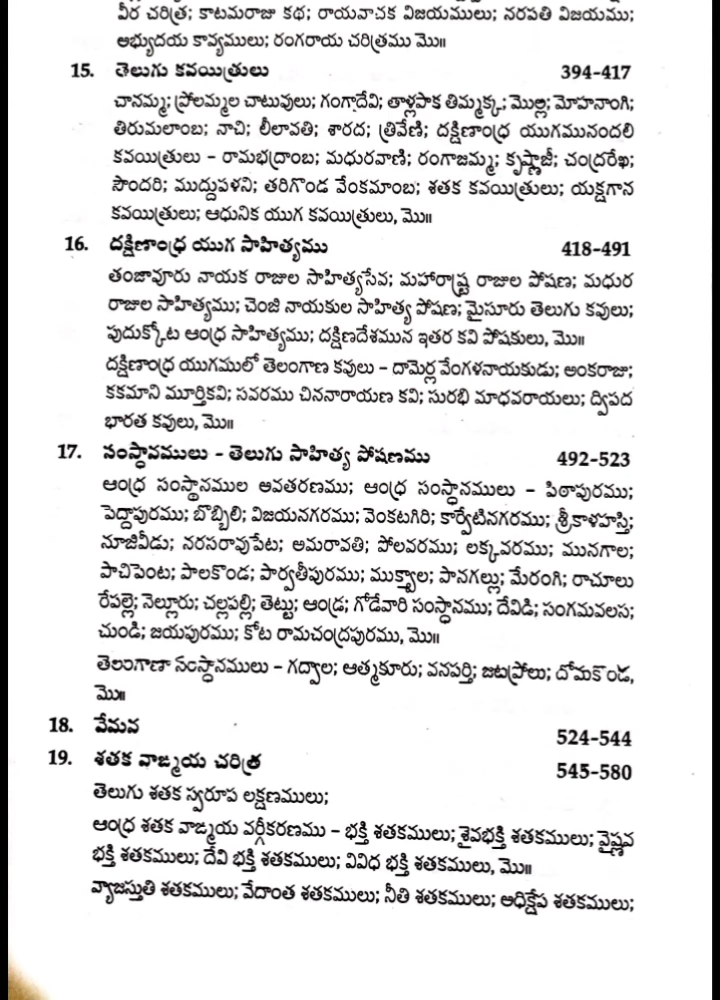 వీర చరిత్ర; కాటమరాజు కథ; రాయవాచక విజయములు; నరపతి విజయము;
అభ్యుదయ కావ్యములు; రంగరాయ చరిత్రము మొ॥
15. తెలుగు కవయిత్రులు 394-417
చానమ్మ; ప్రోలమ్మల చాటువులు; గంగాదేవి; తాళ్లపాక తిమ్మక్క; మొల్ల; మోహనాంగి;
తిరుమలాంబ; నాచి; లీలావతి; శారద; త్రివేణి; దక్షిణాంధ్ర యుగమునందలి
కవయిత్రులు – రామభద్రాంబ; మధురవాణి; రంగాజమ్మ; కృష్ణాజీ; చంద్రరేఖ;
సౌందరి; ముద్దుపళని; తరిగొండ వేంకమాంబ; శతక కవయిత్రులు; యక్షగాన
కవయిత్రులు; ఆధునిక యుగ కవయిత్రులు, మొ॥
16. దక్షిణాంధ్ర యుగ సాహిత్యము 418-491
తంజావూరు నాయక రాజుల సాహిత్యసేవ; మహారాష్ట్ర రాజుల పోషణ; మధుర
రాజుల సాహిత్యము; చెంజి నాయకుల సాహిత్య పోషణ; మైసూరు తెలుగు కవులు;
పుదుక్కోట ఆంధ్ర సాహిత్యము; దక్షిణదేశమున ఇతర కవి పోషకులు, మొ॥
దక్షిణాంధ్ర యుగములో తెలంగాణ కవులు – దామెర్ల వేంగళనాయకుడు; అంకరాజు;
కకమాని మూర్తికవి; సవరము చిననారాయణ కవి; సురభి మాధవరాయలు; ద్విపద
భారత కవులు, మొ॥
17. సంస్థానములు – తెలుగు సాహిత్య పోషణము 492-523
ఆంధ్ర సంస్థానముల అవతరణము; ఆంధ్ర సంస్థానములు – పిఠాపురము;
పెద్దాపురము; బొబ్బిలి; విజయనగరము; వెంకటగిరి; కార్వేటినగరము; శ్రీకాళహస్తి;
నూజివీడు; నరసరావుపేట; అమరావతి; పోలవరము; లక్కవరము; మునగాల;
పాచిపెంట; పాలకొండ; పార్వతీపురము; ముక్త్యాల; పానగల్లు; మేరంగి; రాచూలు
రేపల్లె; నెల్లూరు; చల్లపల్లి; తెట్టు; ఆండ్ర; గోడేవారి సంస్థానము; దేవిడి; సంగమవలస;
చుండి; జయపురము; కోట రామచంద్రపురము, మొ॥
తెలంగాణా సంస్థానములు – గద్వాల; ఆత్మకూరు; వనపర్తి; జటప్రోలు; దోమకొండ,
మొ॥
18. వేమన 524-544
19. శతక వాఙ్మయ చరిత్ర 545-580
తెలుగు శతక స్వరూప లక్షణములు;
ఆంధ్ర శతక వాఙ్మయ వర్గీకరణము – భక్తి శతకములు; శైవభక్తి శతకములు; వైష్ణవ
భక్తి శతకములు; దేవి భక్తి శతకములు; వివిధ భక్తి శతకములు, మొ॥
వ్యాజస్తుతి శతకములు; వేదాంత శతకములు; నీతి శతకములు; అధిక్షేప శతకములు;